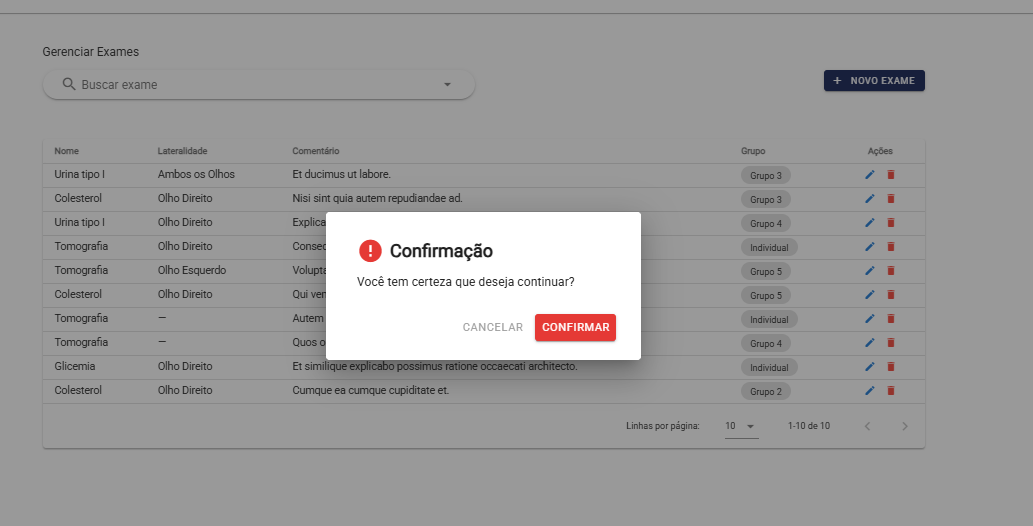 Gerenciar Exames
Buscar exame
+ NOVO EXAME
Nome Lateralidade Comentário Grupo Ações
Urina tipo I Ambos os Olhos Et ducimus ut labore. Grupo 3
Colesterol Olho Direito Nisi sint quia autem repudiandae ad. Grupo 3
Urina tipo I Olho Direito Grupo 4
Tomografia Olho Direito Individual
Tomografia Olho Esquerdo Grupo 5
Colesterol Olho Direito Qui Grupo 5
Tomografia — Autem Individual
Tomografia — Quos Grupo 4
Glicemia Olho Direito Et similique explicabo possimus ratione occaecati architecto. Individual
Colesterol Olho Direito Cumque ea cumque cupiditate et. Grupo 2
Linhas por página: 10 1-10 de 10
Confirmação
Você tem certeza que deseja continuar?
CANCELAR CONFIRMAR